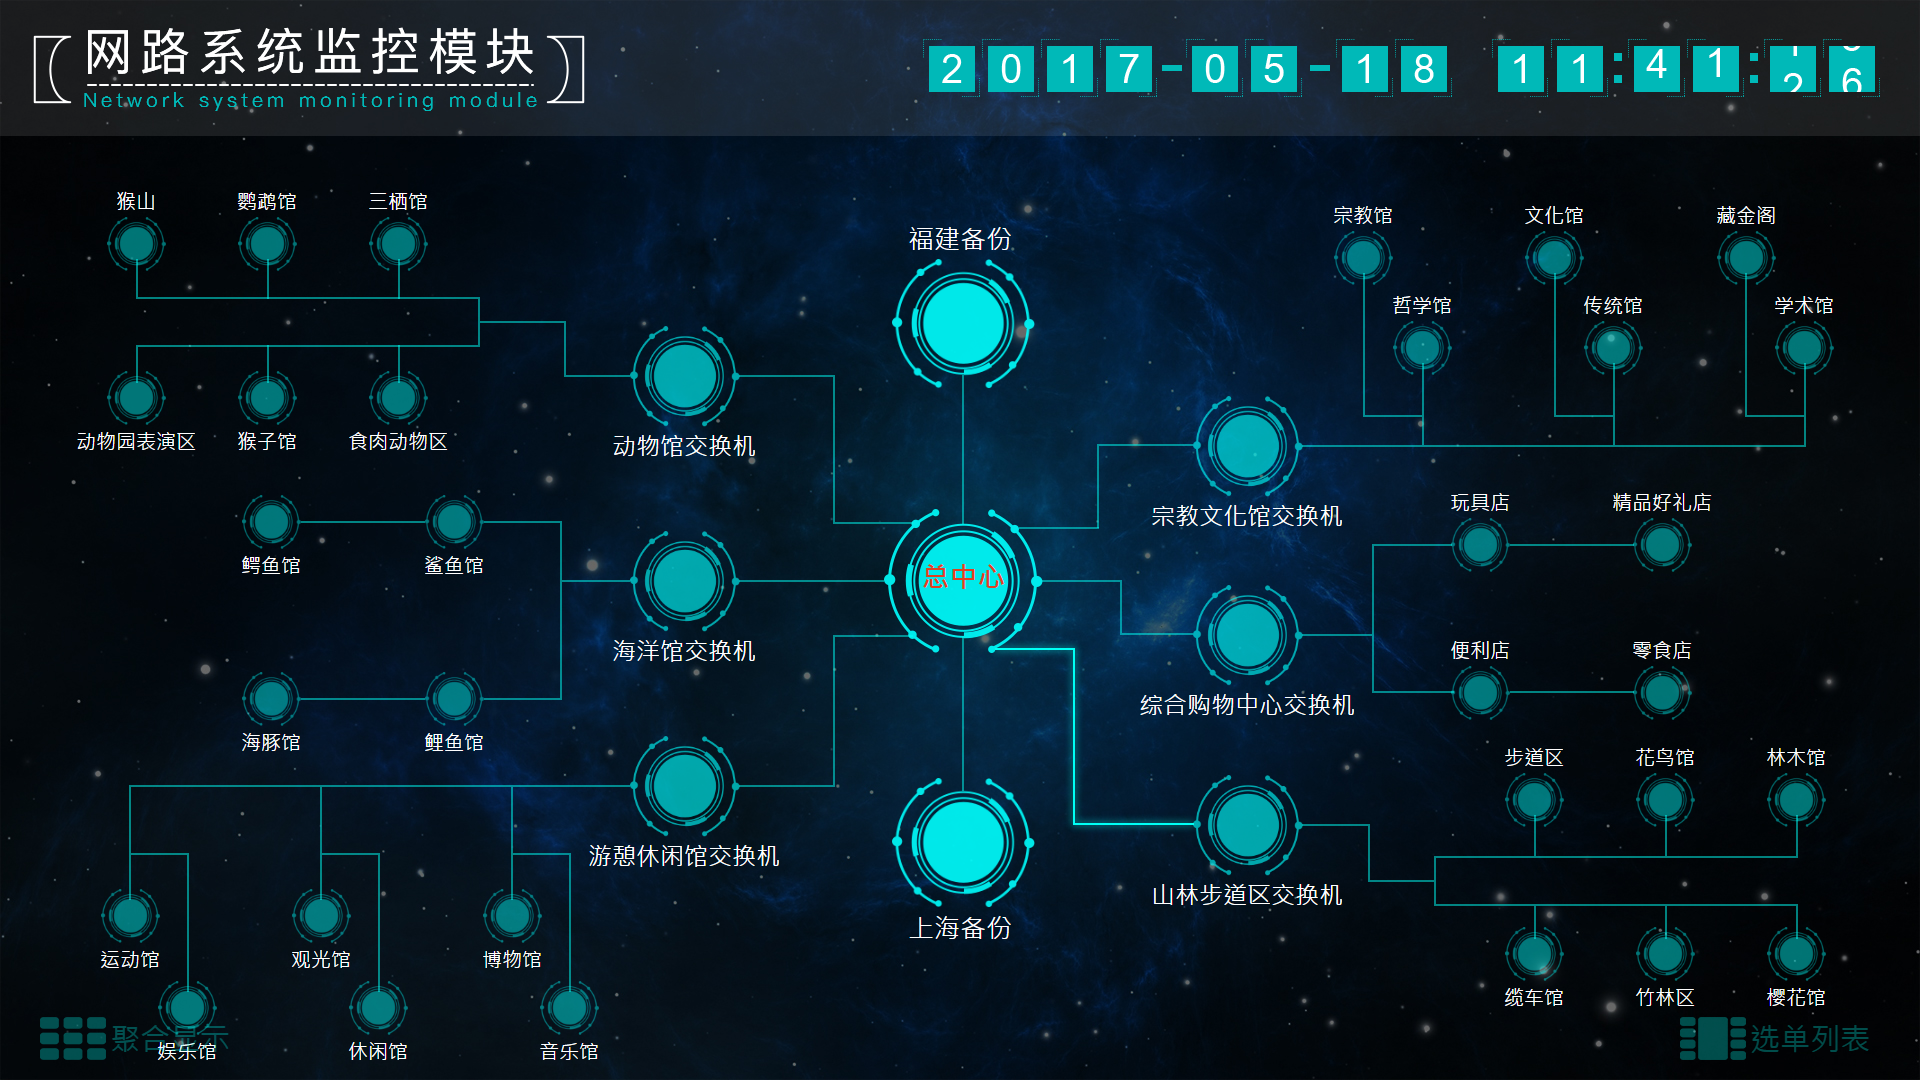 网路系统监控模块
Network system monitoring module
2017-05-18 11:41:
猴山 鹦鹉馆 三栖馆
动物园表演区 猴子馆 食肉动物区
动物馆交换机
鳄鱼馆 鲨鱼馆
海豚馆 鲤鱼馆
海洋馆交换机
游憩休闲馆交换机
运动馆 观光馆 博物馆
娱乐馆 休闲馆 音乐馆
福建备份
总中心
上海备份
宗教馆 文化馆 藏金阁
哲学馆 传统馆 学术馆
宗教文化馆交换机
玩具店 精品好礼店
便利店 零食店
综合购物中心交换机
步道区 花鸟馆 林木馆
山林步道区交换机
缆车馆 竹林区 樱花馆
聚合显示
选单列表